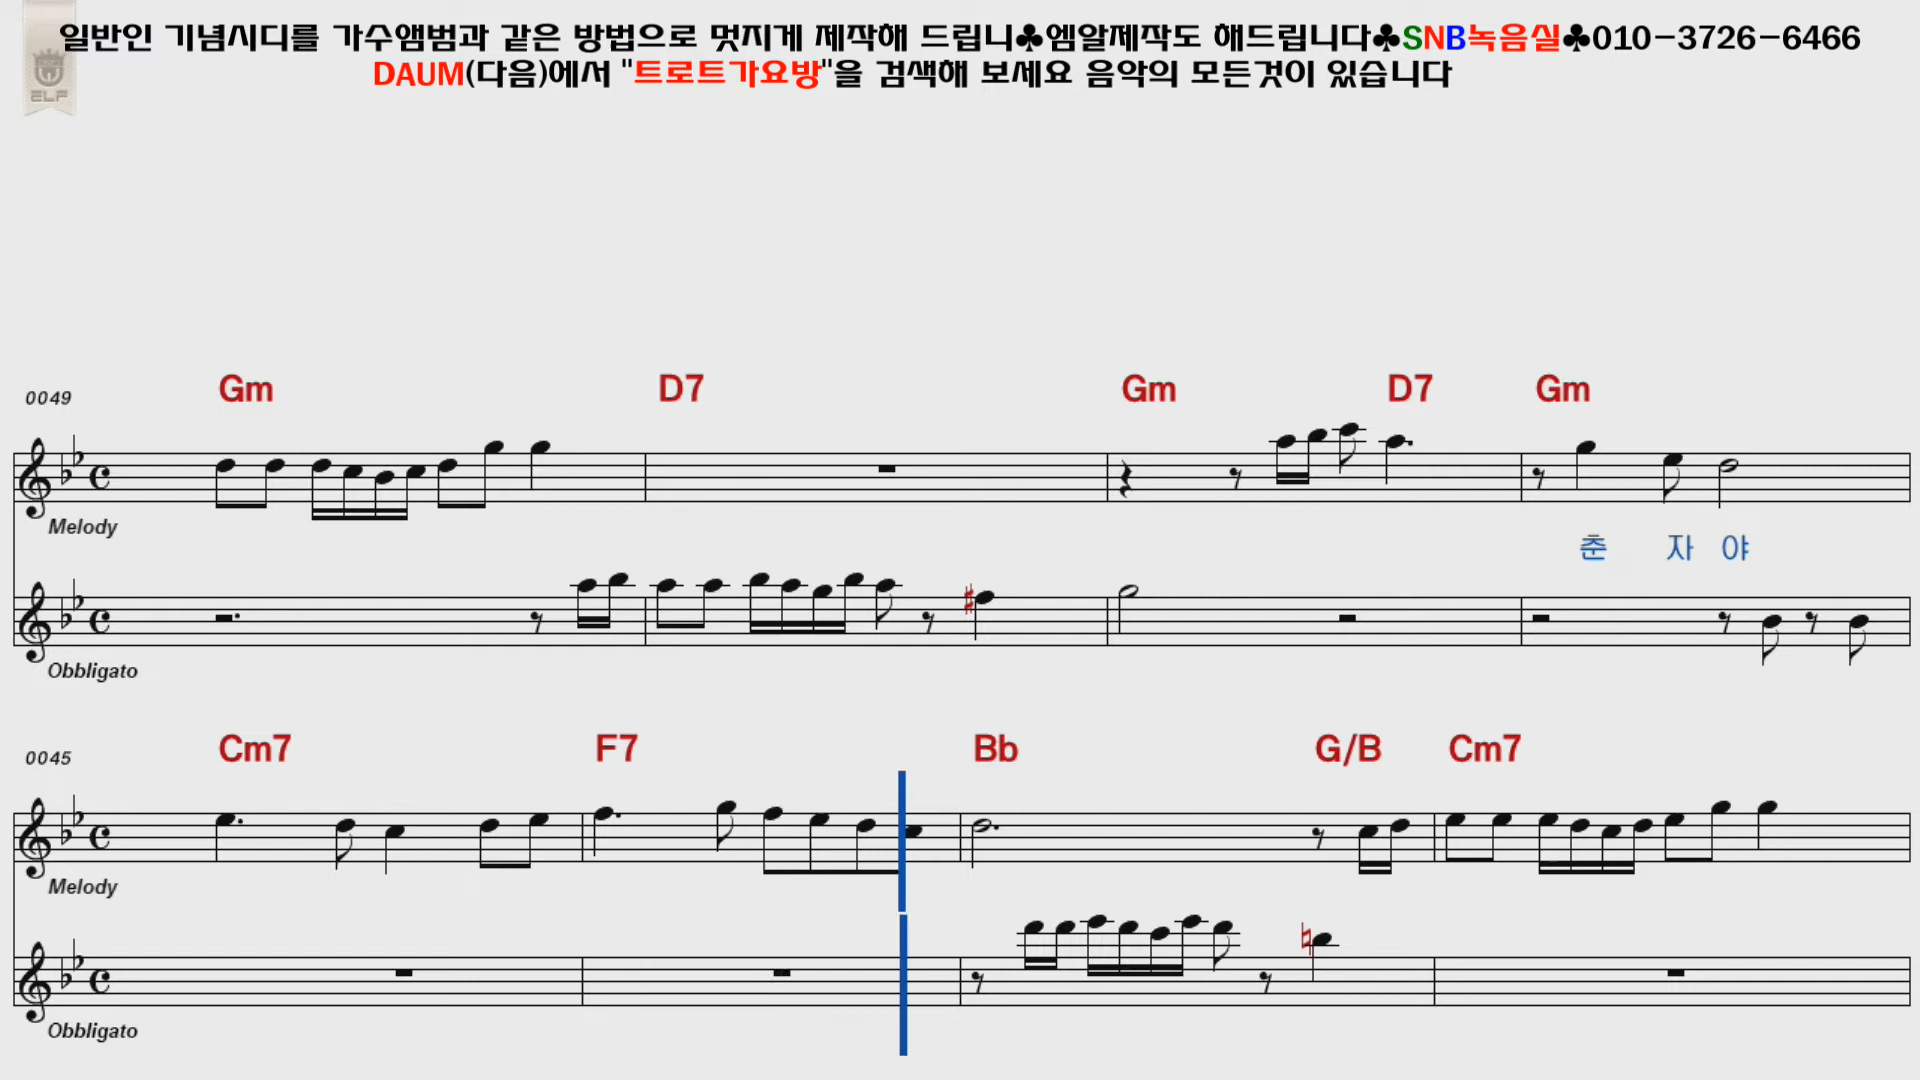 일반인 기념시디를 가수앨범과 같은 방법으로 멋지게 제작해 드립니♣엠알제작도 해드립니다♣SNB녹음실♣010-3726-6466
DAUM(다음)에서 "트로트가요방"을 검색해 보세요 음악의 모든것이 있습니다
ELF
0049 Gm D7 Gm D7 Gm
Melody
춘 자 야
Obbligato
0045 Cm7 F7 Bb G/B Cm7
Melody
Obbligato